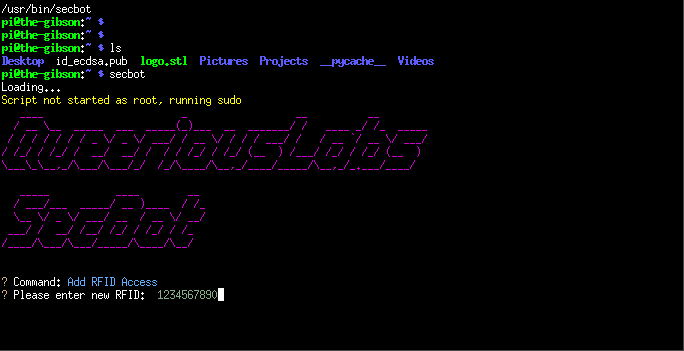 /usr/bin/secbot
pi@the-gibson:~ $
pi@the-gibson:~ $
pi@the-gibson:~ $ ls
Desktop id_ecdsa.pub logo.stl Pictures Projects __pycache__ Videos
pi@the-gibson:~ $ secbot
Loading...
Script not started as root, running sudo
QueeriousLabs
SecBot
? Command: Add RFID Access
? Please enter new RFID: 1234567890